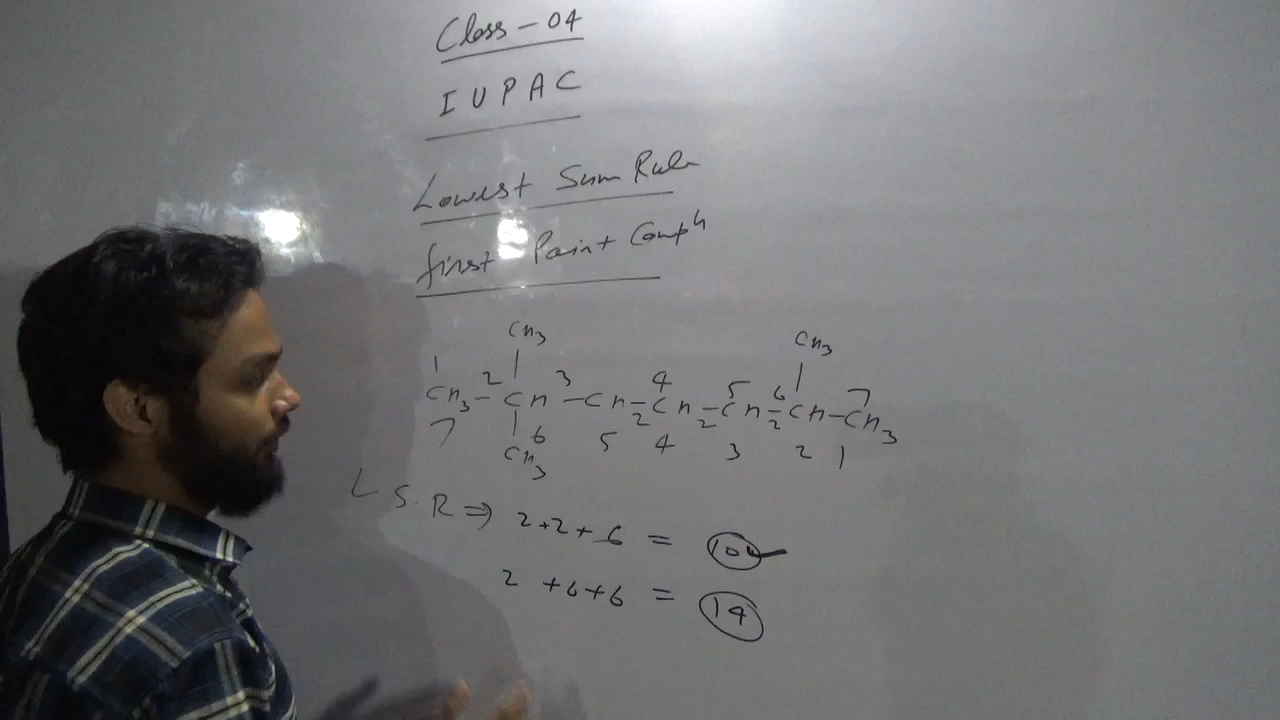 Class - 04
IUPAC
Lowest Sum Rule
first Point Comp
CH3 CH3
1 2 3 4 5 6 7
CH3 - CH - CH2 - CH2 - CH2 - CH - CH3
7 6 5 4 3 2 1
CH3
L S.R ⇒ 2+2+6 = 10
2 +6+6 = 14